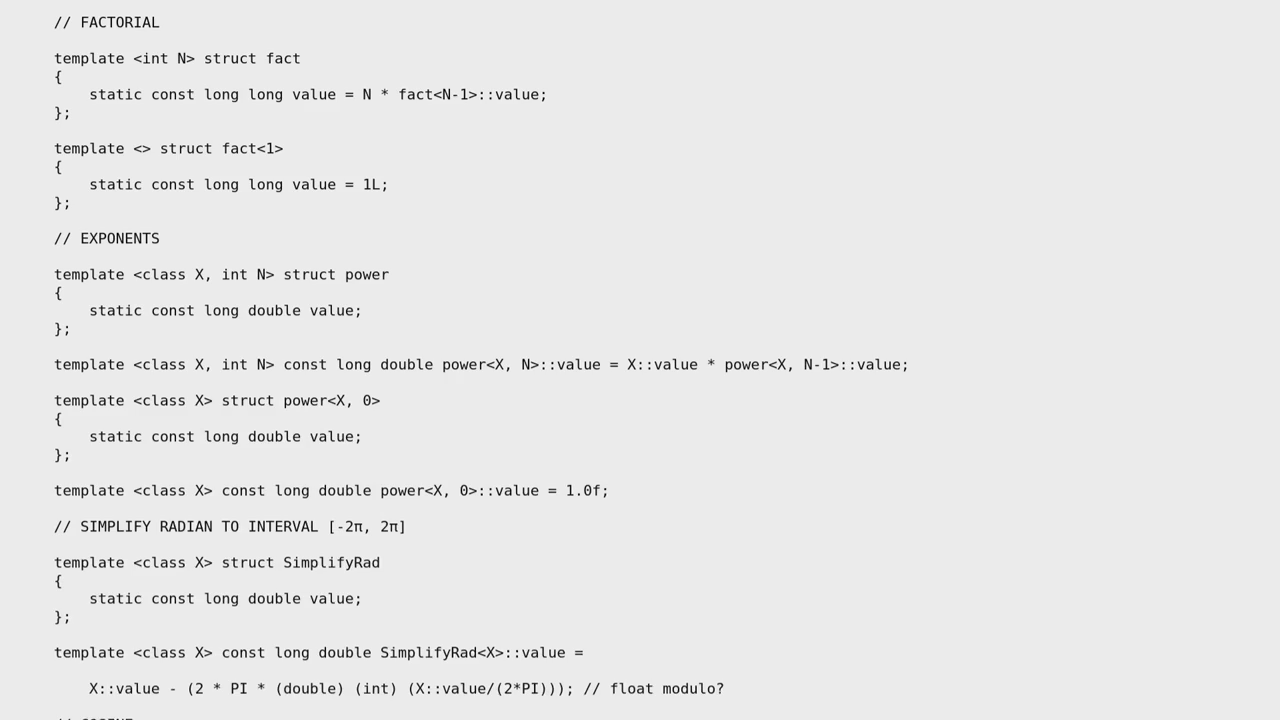 // FACTORIAL
template <int N> struct fact
{
    static const long long value = N * fact<N-1>::value;
};
template <> struct fact<1>
{
    static const long long value = 1L;
};
// EXPONENTS
template <class X, int N> struct power
{
    static const long double value;
};
template <class X, int N> const long double power<X, N>::value = X::value * power<X, N-1>::value;
template <class X> struct power<X, 0>
{
    static const long double value;
};
template <class X> const long double power<X, 0>::value = 1.0f;
// SIMPLIFY RADIAN TO INTERVAL [-2π, 2π]
template <class X> struct SimplifyRad
{
    static const long double value;
};
template <class X> const long double SimplifyRad<X>::value =
    X::value - (2 * PI * (double) (int) (X::value/(2*PI))); // float modulo?